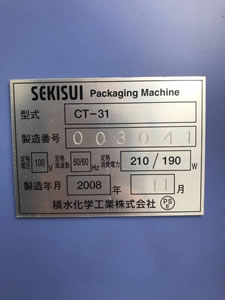 SEKISUI Packaging Machine
型式 CT-31
製造番号 003041
定格電圧 100 V 定格周波数 50/60 Hz 定格消費電力 210/190 W
製造年月 2008 年 11 月
積水化学工業株式会社 PSE